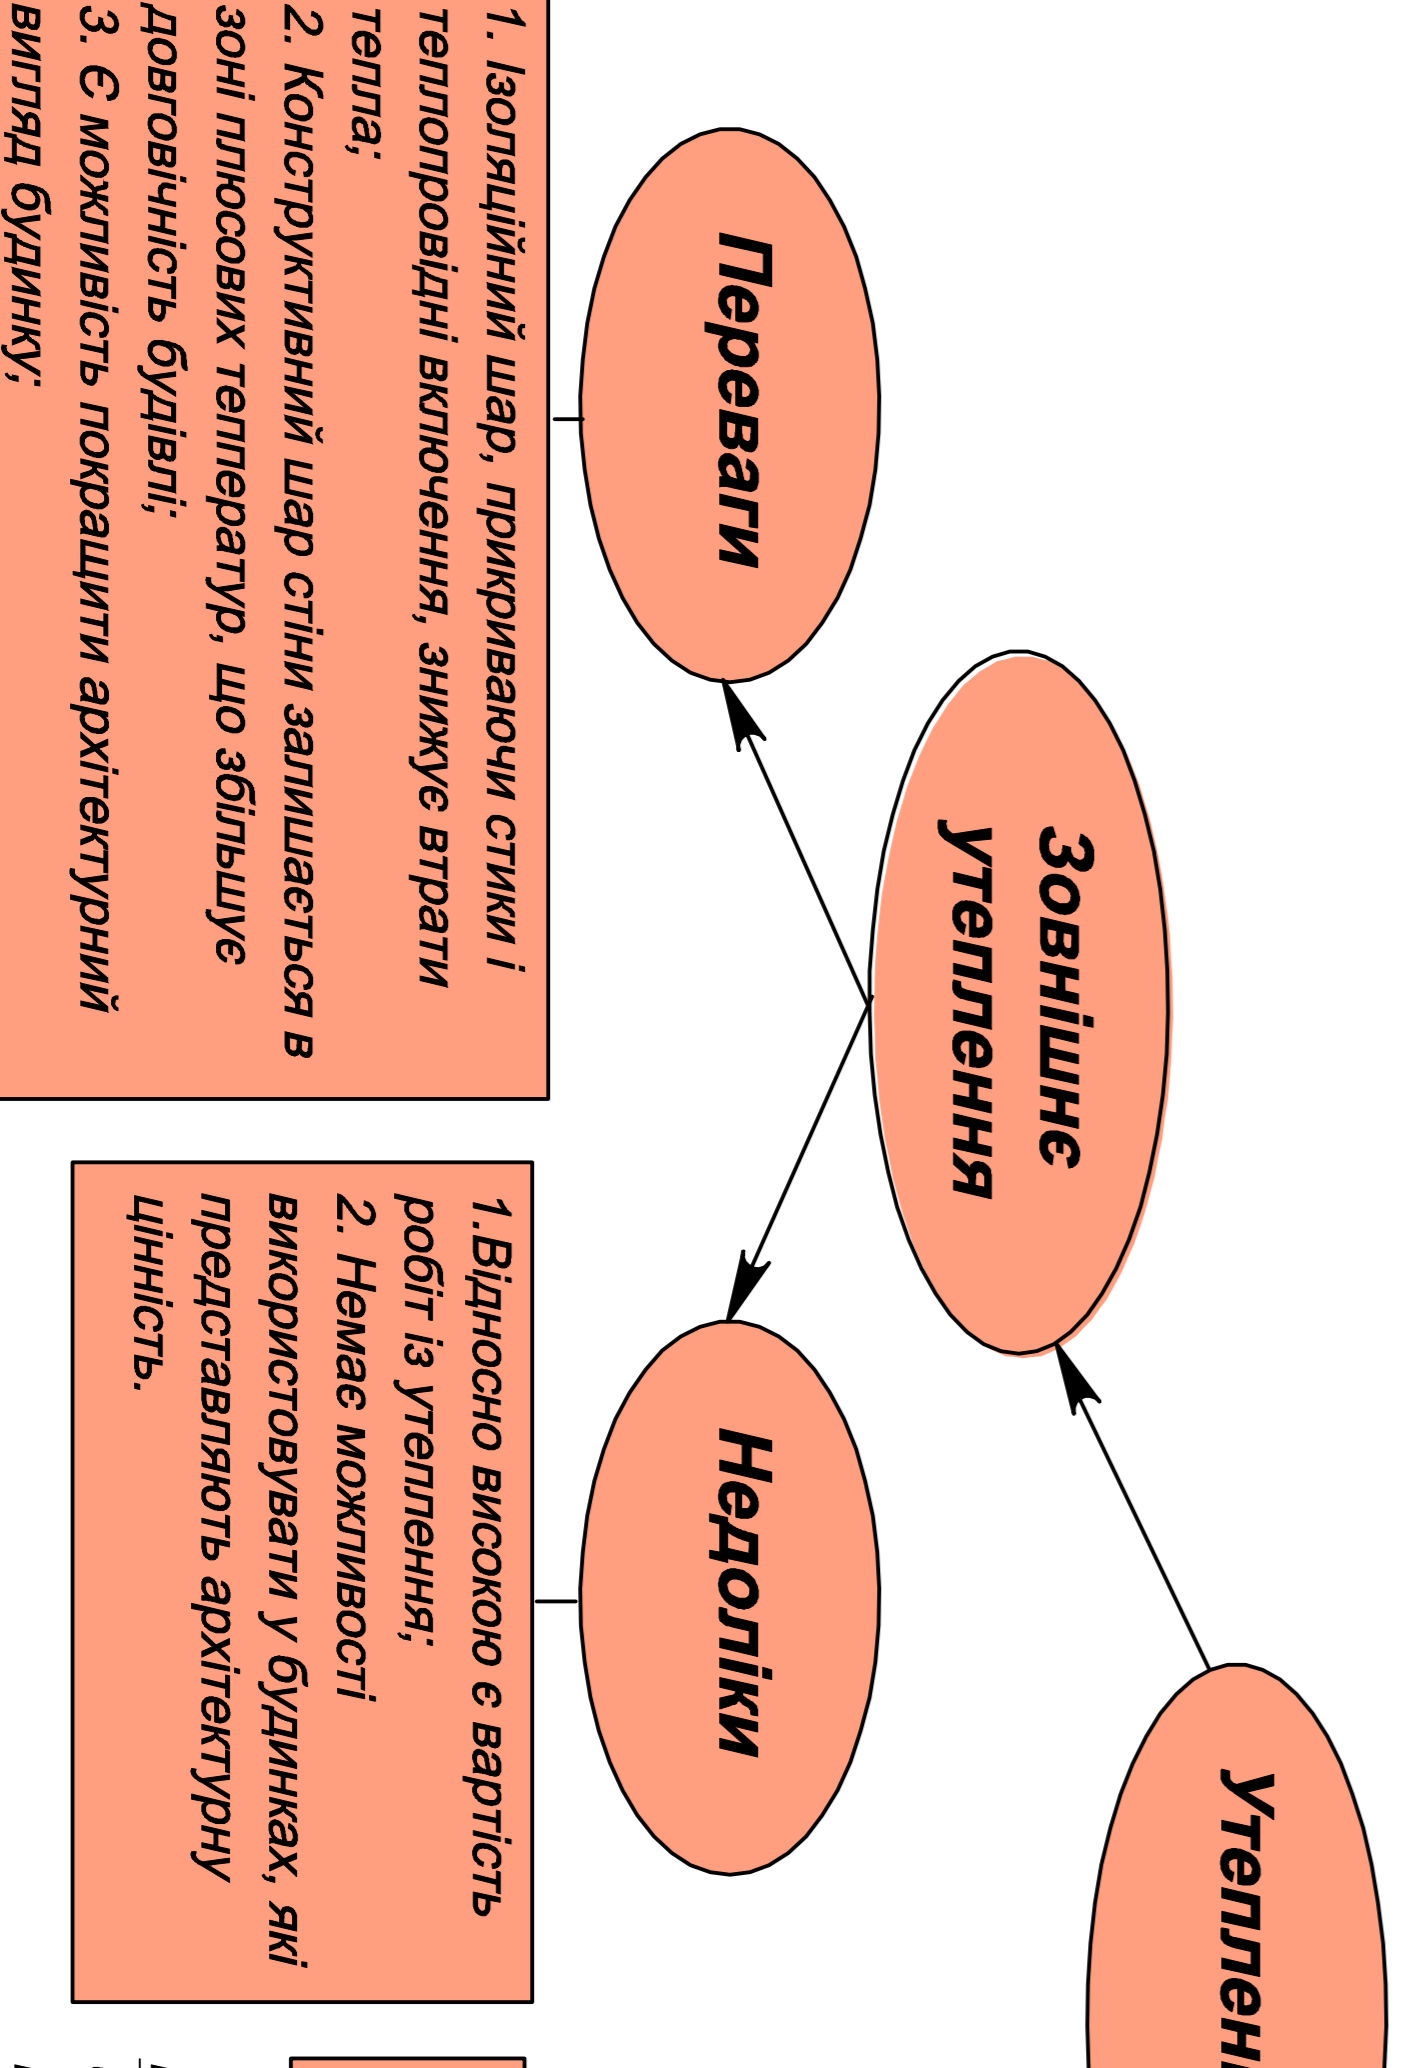 Утеплен
Зовнішнє
утеплення
Переваги
Недоліки
1. Ізоляційний шар, прикриваючи стики і
теплопровідні включення, знижує втрати
тепла;
2. Конструктивний шар стіни залишається в
зоні плюсових теппературу, що збільшує
довговічність будівлі;
3. Є можливість покращити архітектурний
вигляд будинку;
1.Відносно високою є вартість
робіт із утеплення;
2. Немає можливості
використовувати у будинках, які
представляють архітектурну
цінність.